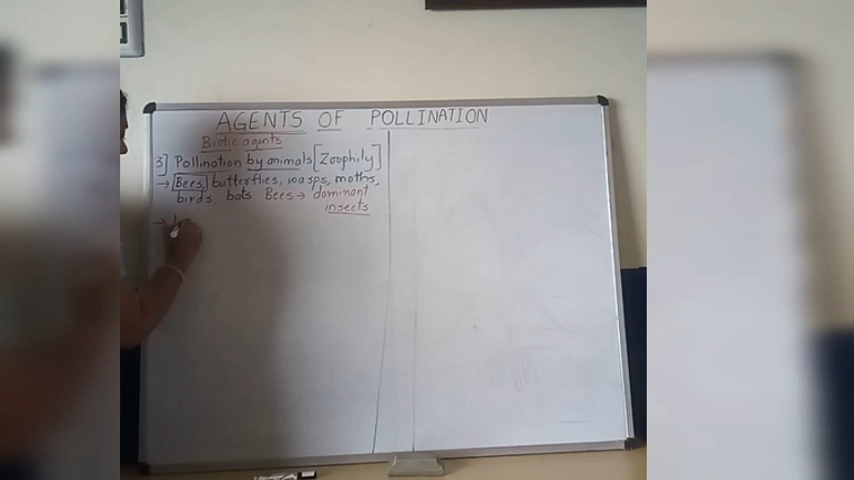 AGENTS OF POLLINATION
Biotic agents
3] Pollination by animals [Zoophily]
→ Bees, butterflies, wasps, moths,
birds, bats Bees → dominant
insects
→